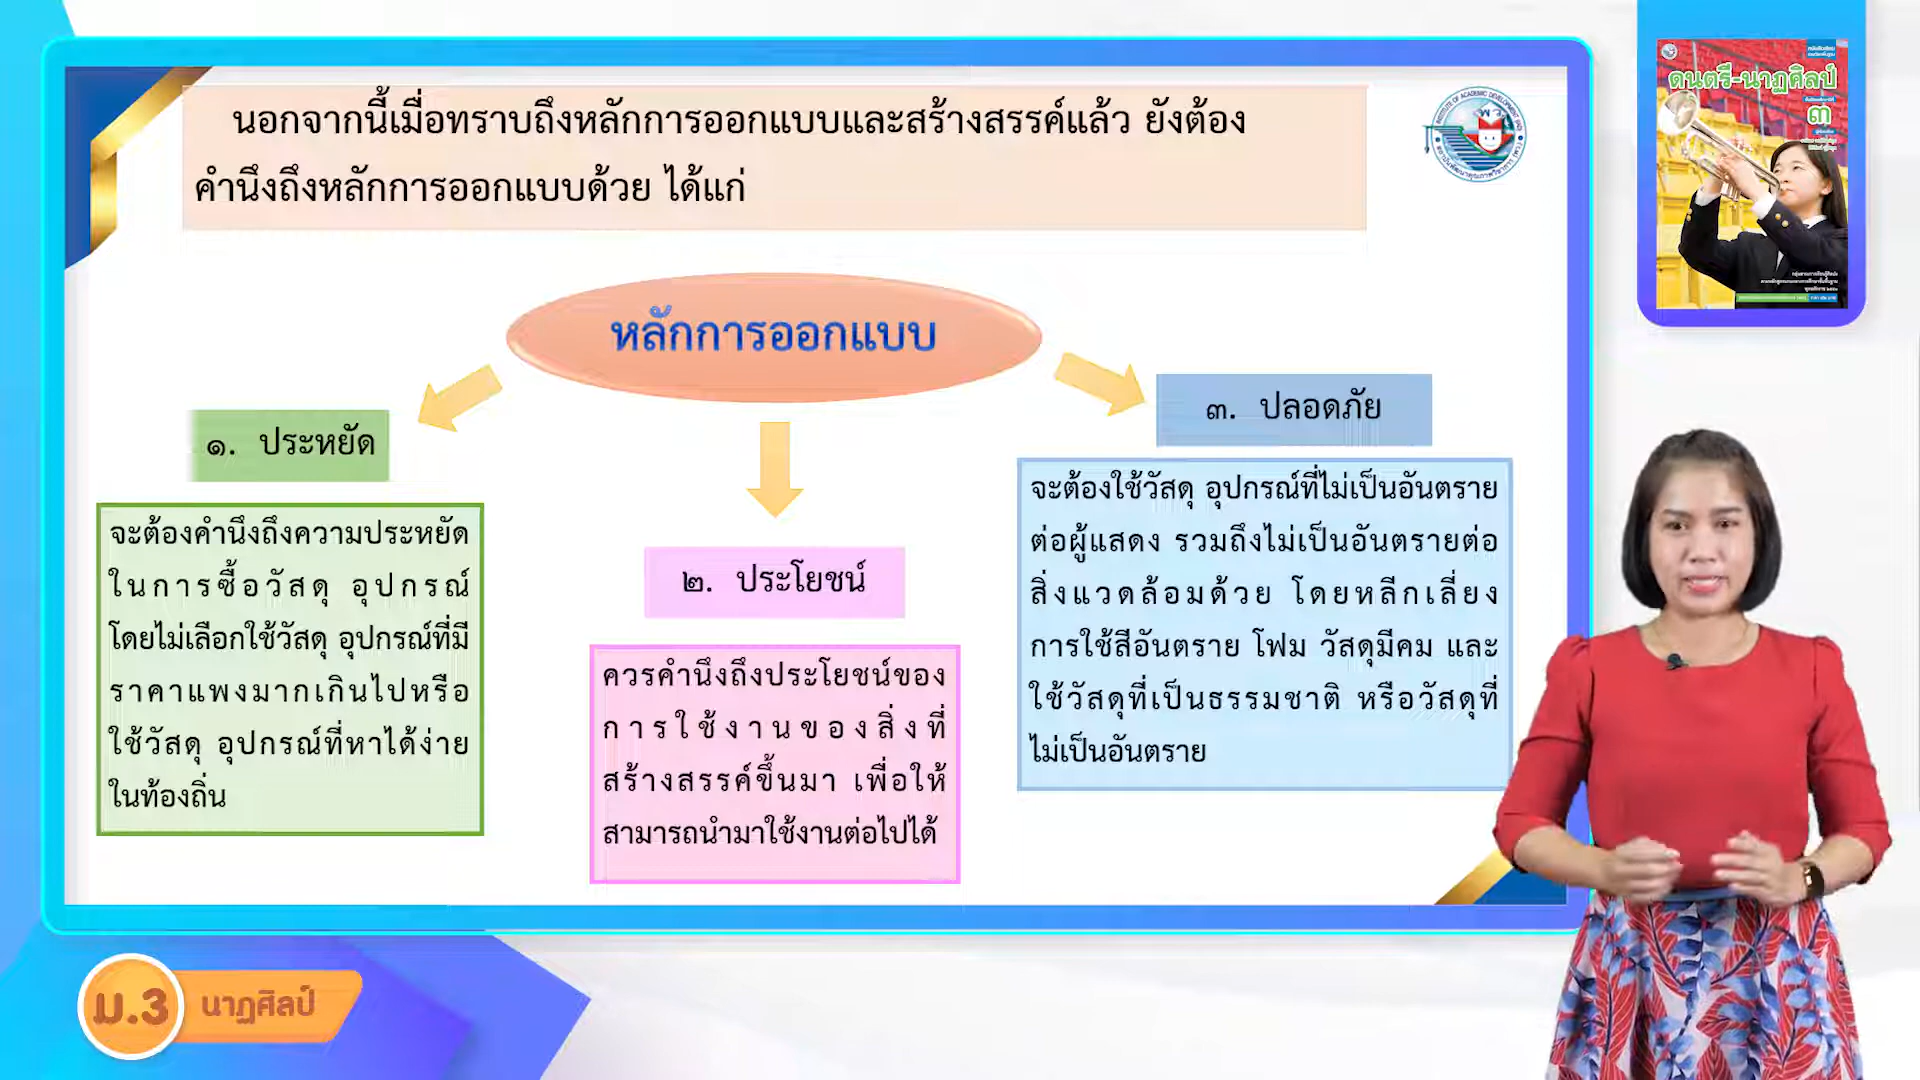 นอกจากนี้เมื่อทราบถึงหลักการออกแบบและสร้างสรรค์แล้ว ยังต้อง
คำนึงถึงหลักการออกแบบด้วย ได้แก่
หลักการออกแบบ
๑. ประหยัด
จะต้องคำนึงถึงความประหยัด
ในการซื้อวัสดุ อุปกรณ์
โดยไม่เลือกใช้วัสดุ อุปกรณ์ที่มี
ราคาแพงมากเกินไปหรือ
ใช้วัสดุ อุปกรณ์ที่หาได้ง่าย
ในท้องถิ่น
๒. ประโยชน์
ควรคำนึงถึงประโยชน์ของ
การใช้งานของสิ่งที่
สร้างสรรค์ขึ้นมา เพื่อให้
สามารถนำมาใช้งานต่อไปได้
๓. ปลอดภัย
จะต้องใช้วัสดุ อุปกรณ์ที่ไม่เป็นอันตราย
ต่อผู้แสดง รวมถึงไม่เป็นอันตรายต่อ
สิ่งแวดล้อมด้วย โดยหลีกเลี่ยง
การใช้สีอันตราย โฟม วัสดุมีคม และ
ใช้วัสดุที่เป็นธรรมชาติ หรือวัสดุที่
ไม่เป็นอันตราย
INSTITUTE OF ACADEMIC DEVELOPMENT (IAD)
พว
ดนตรี-นาฏศิลป์
๓
ม.3 นาฏศิลป์